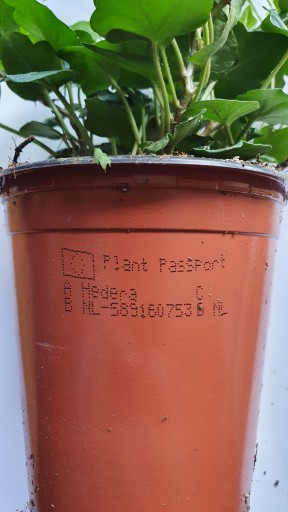 Plant Passport
A Hedera C
B NL-589160753 D NL